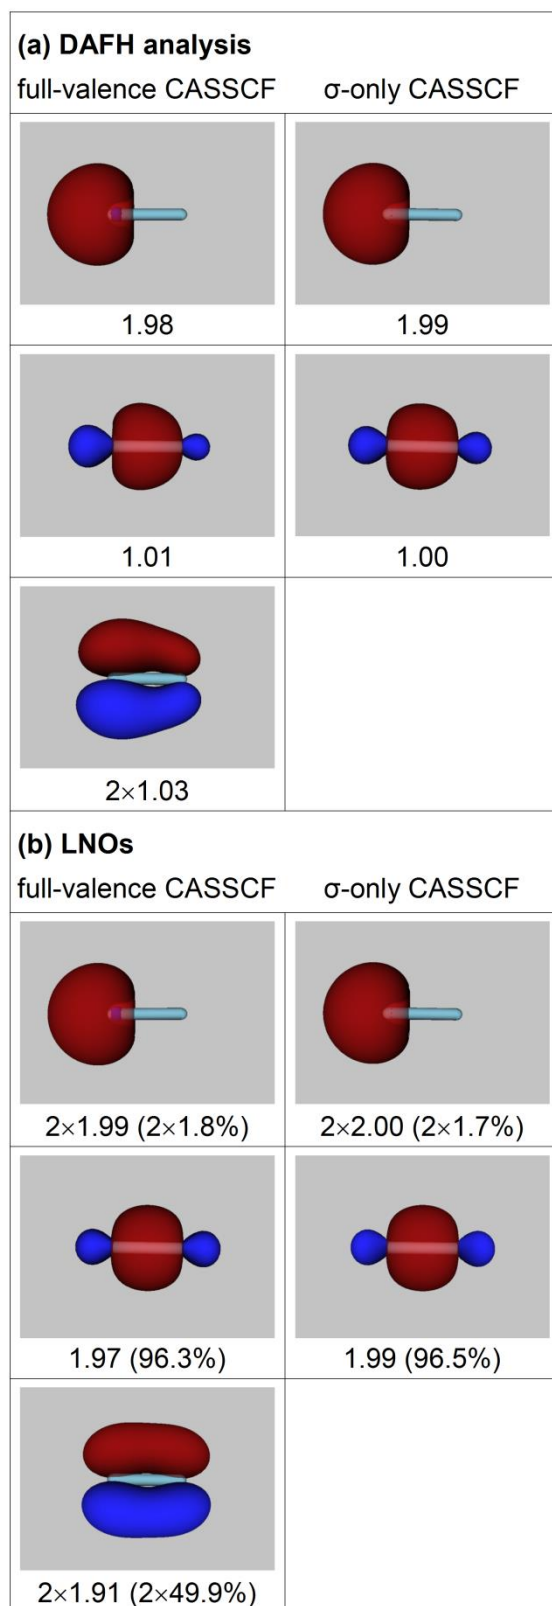 (a) DAFH analysis
full-valence CASSCF σ-only CASSCF
1.98 1.99
1.01 1.00
2×1.03
(b) LNOs
full-valence CASSCF σ-only CASSCF
2×1.99 (2×1.8%) 2×2.00 (2×1.7%)
1.97 (96.3%) 1.99 (96.5%)
2×1.91 (2×49.9%)